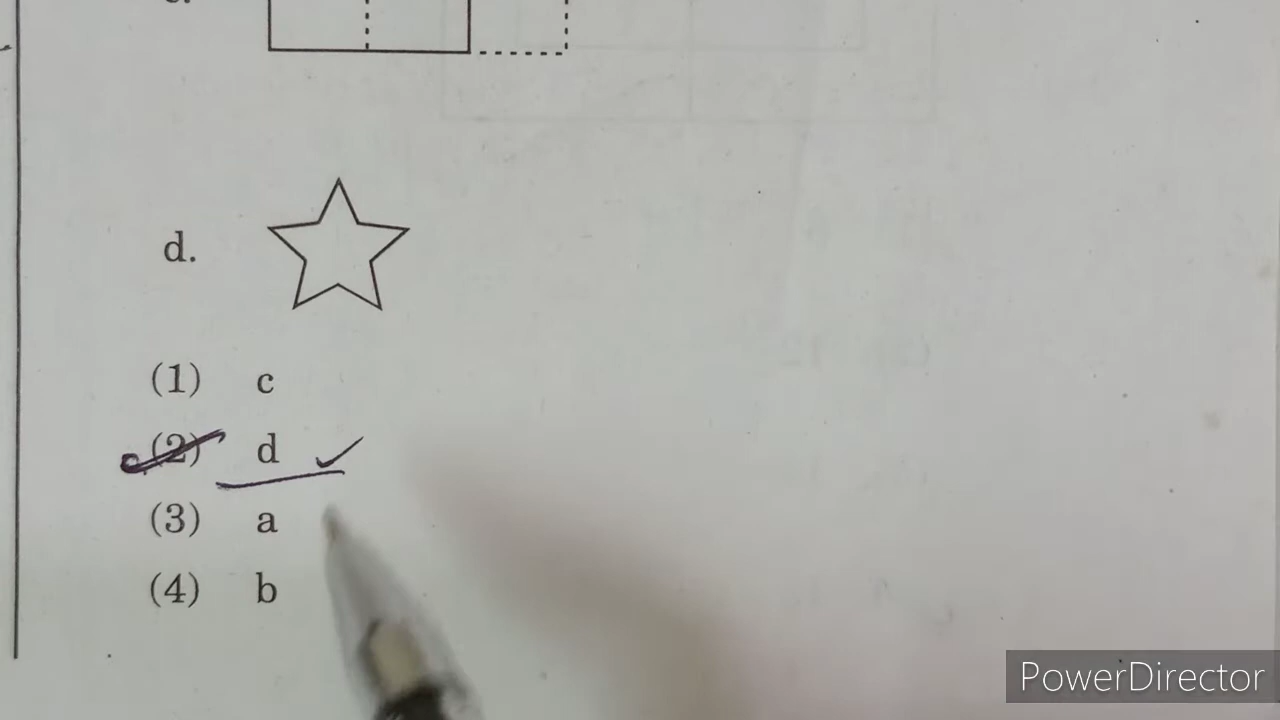 d.
(1) c
(2) d
(3) a
(4) b
PowerDirector